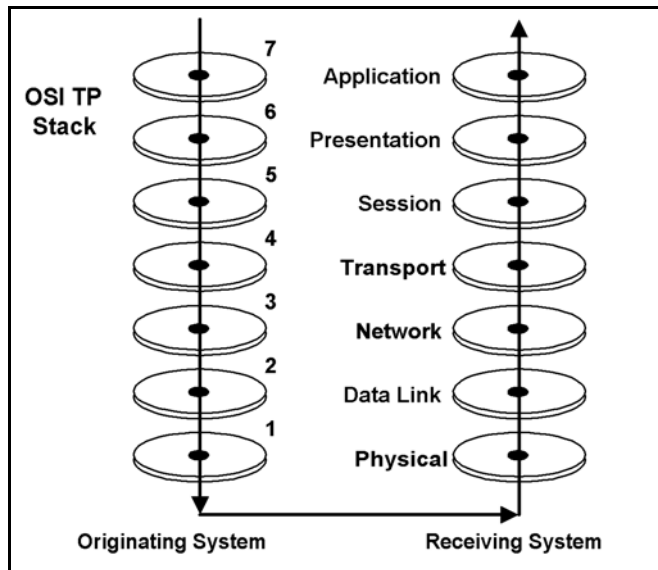 7
Application
OSI TP
Stack
6
Presentation
5
Session
4
Transport
3
Network
2
Data Link
1
Physical
Originating System
Receiving System